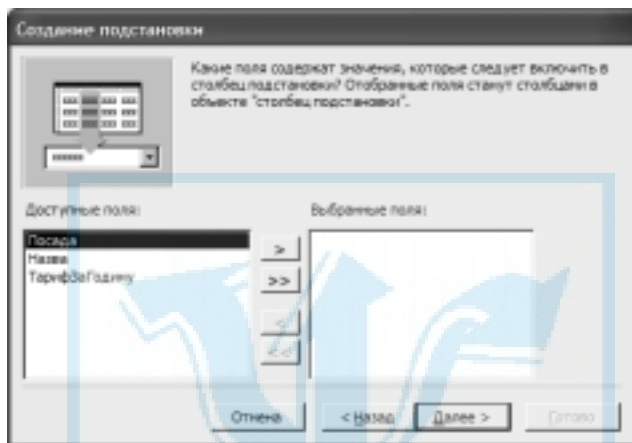 Создание подстановки
Какие поля содержат значения, которые следует включить в
столбец подстановки? Отобранные поля станут столбцами в
объекте "столбец подстановки".
Доступные поля:
Выбранные поля:
Посада
Назва
ТарифЗаГодину
>
>>
<
<<
Отмена
< Назад
Далее >
Готово